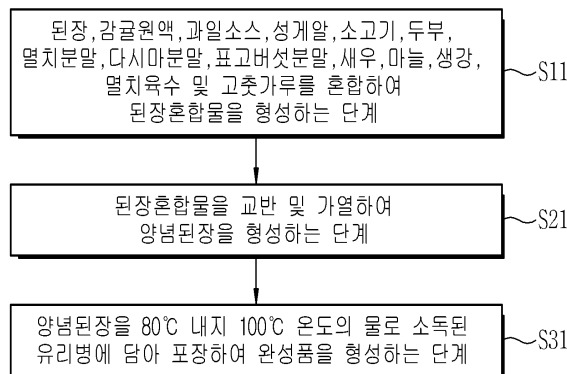 된장,감귤원액,과일소스,성게알,소고기,두부,
멸치분말,다시마분말,표고버섯분말,새우,마늘,생강,
멸치육수 및 고춧가루를 혼합하여
된장혼합물을 형성하는 단계
S11
된장혼합물을 교반 및 가열하여
양념된장을 형성하는 단계
S21
양념된장을 80℃ 내지 100℃ 온도의 물로 소독된
유리병에 담아 포장하여 완성품을 형성하는 단계
S31